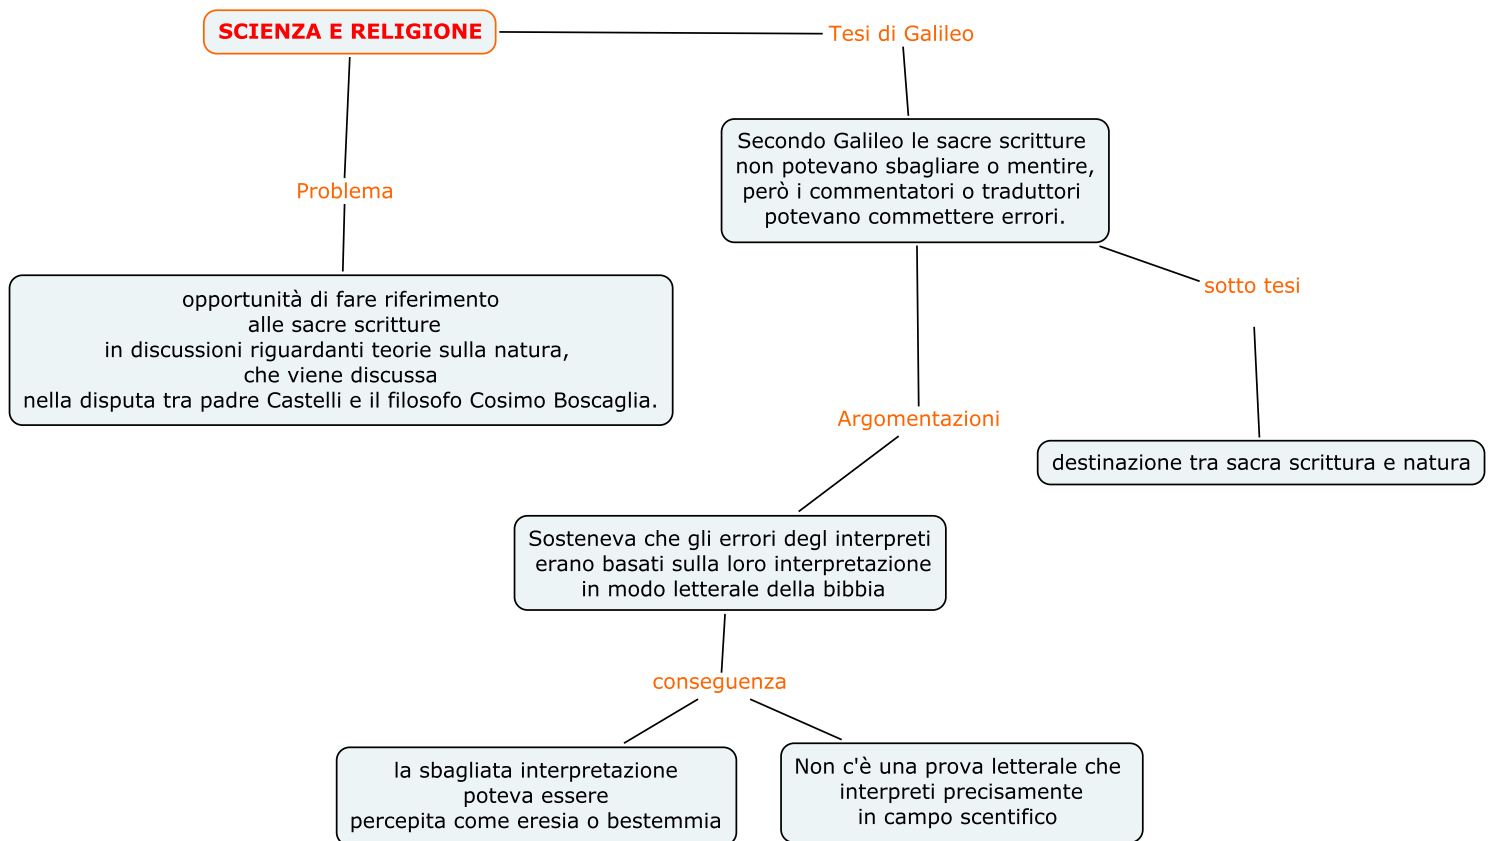 SCIENZA E RELIGIONE
Tesi di Galileo
Problema
opportunità di fare riferimento
alle sacre scritture
in discussioni riguardanti teorie sulla natura,
che viene discussa
nella disputa tra padre Castelli e il filosofo Cosimo Boscaglia.
Secondo Galileo le sacre scritture
non potevano sbagliare o mentire,
però i commentatori o traduttori
potevano commettere errori.
sotto tesi
destinazione tra sacra scrittura e natura
Argomentazioni
Sosteneva che gli errori degl interpreti
erano basati sulla loro interpretazione
in modo letterale della bibbia
conseguenza
la sbagliata interpretazione
poteva essere
percepita come eresia o bestemmia
Non c'è una prova letterale che
interpreti precisamente
in campo scentifico